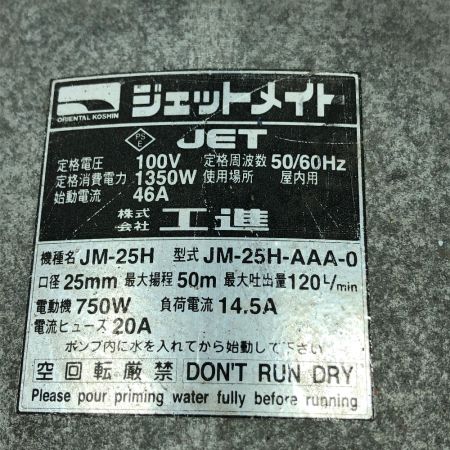 ORIENTAL KOSHIN
ジェットメイト
PS
E
JET
定格電圧 100V 定格周波数 50/60Hz
定格消費電力 1350W 使用場所 屋内用
始動電流 46A
株式会社 工進
機種名 JM-25H 型式 JM-25H-AAA-0
口径 25mm 最大揚程 50m 最大吐出量 120L/min
電動機 750W 負荷電流 14.5A
電流ヒューズ 20A
ポンプ内に水を入れてから始動して下さい
空回転厳禁 DON'T RUN DRY
Please pour priming water fully before running